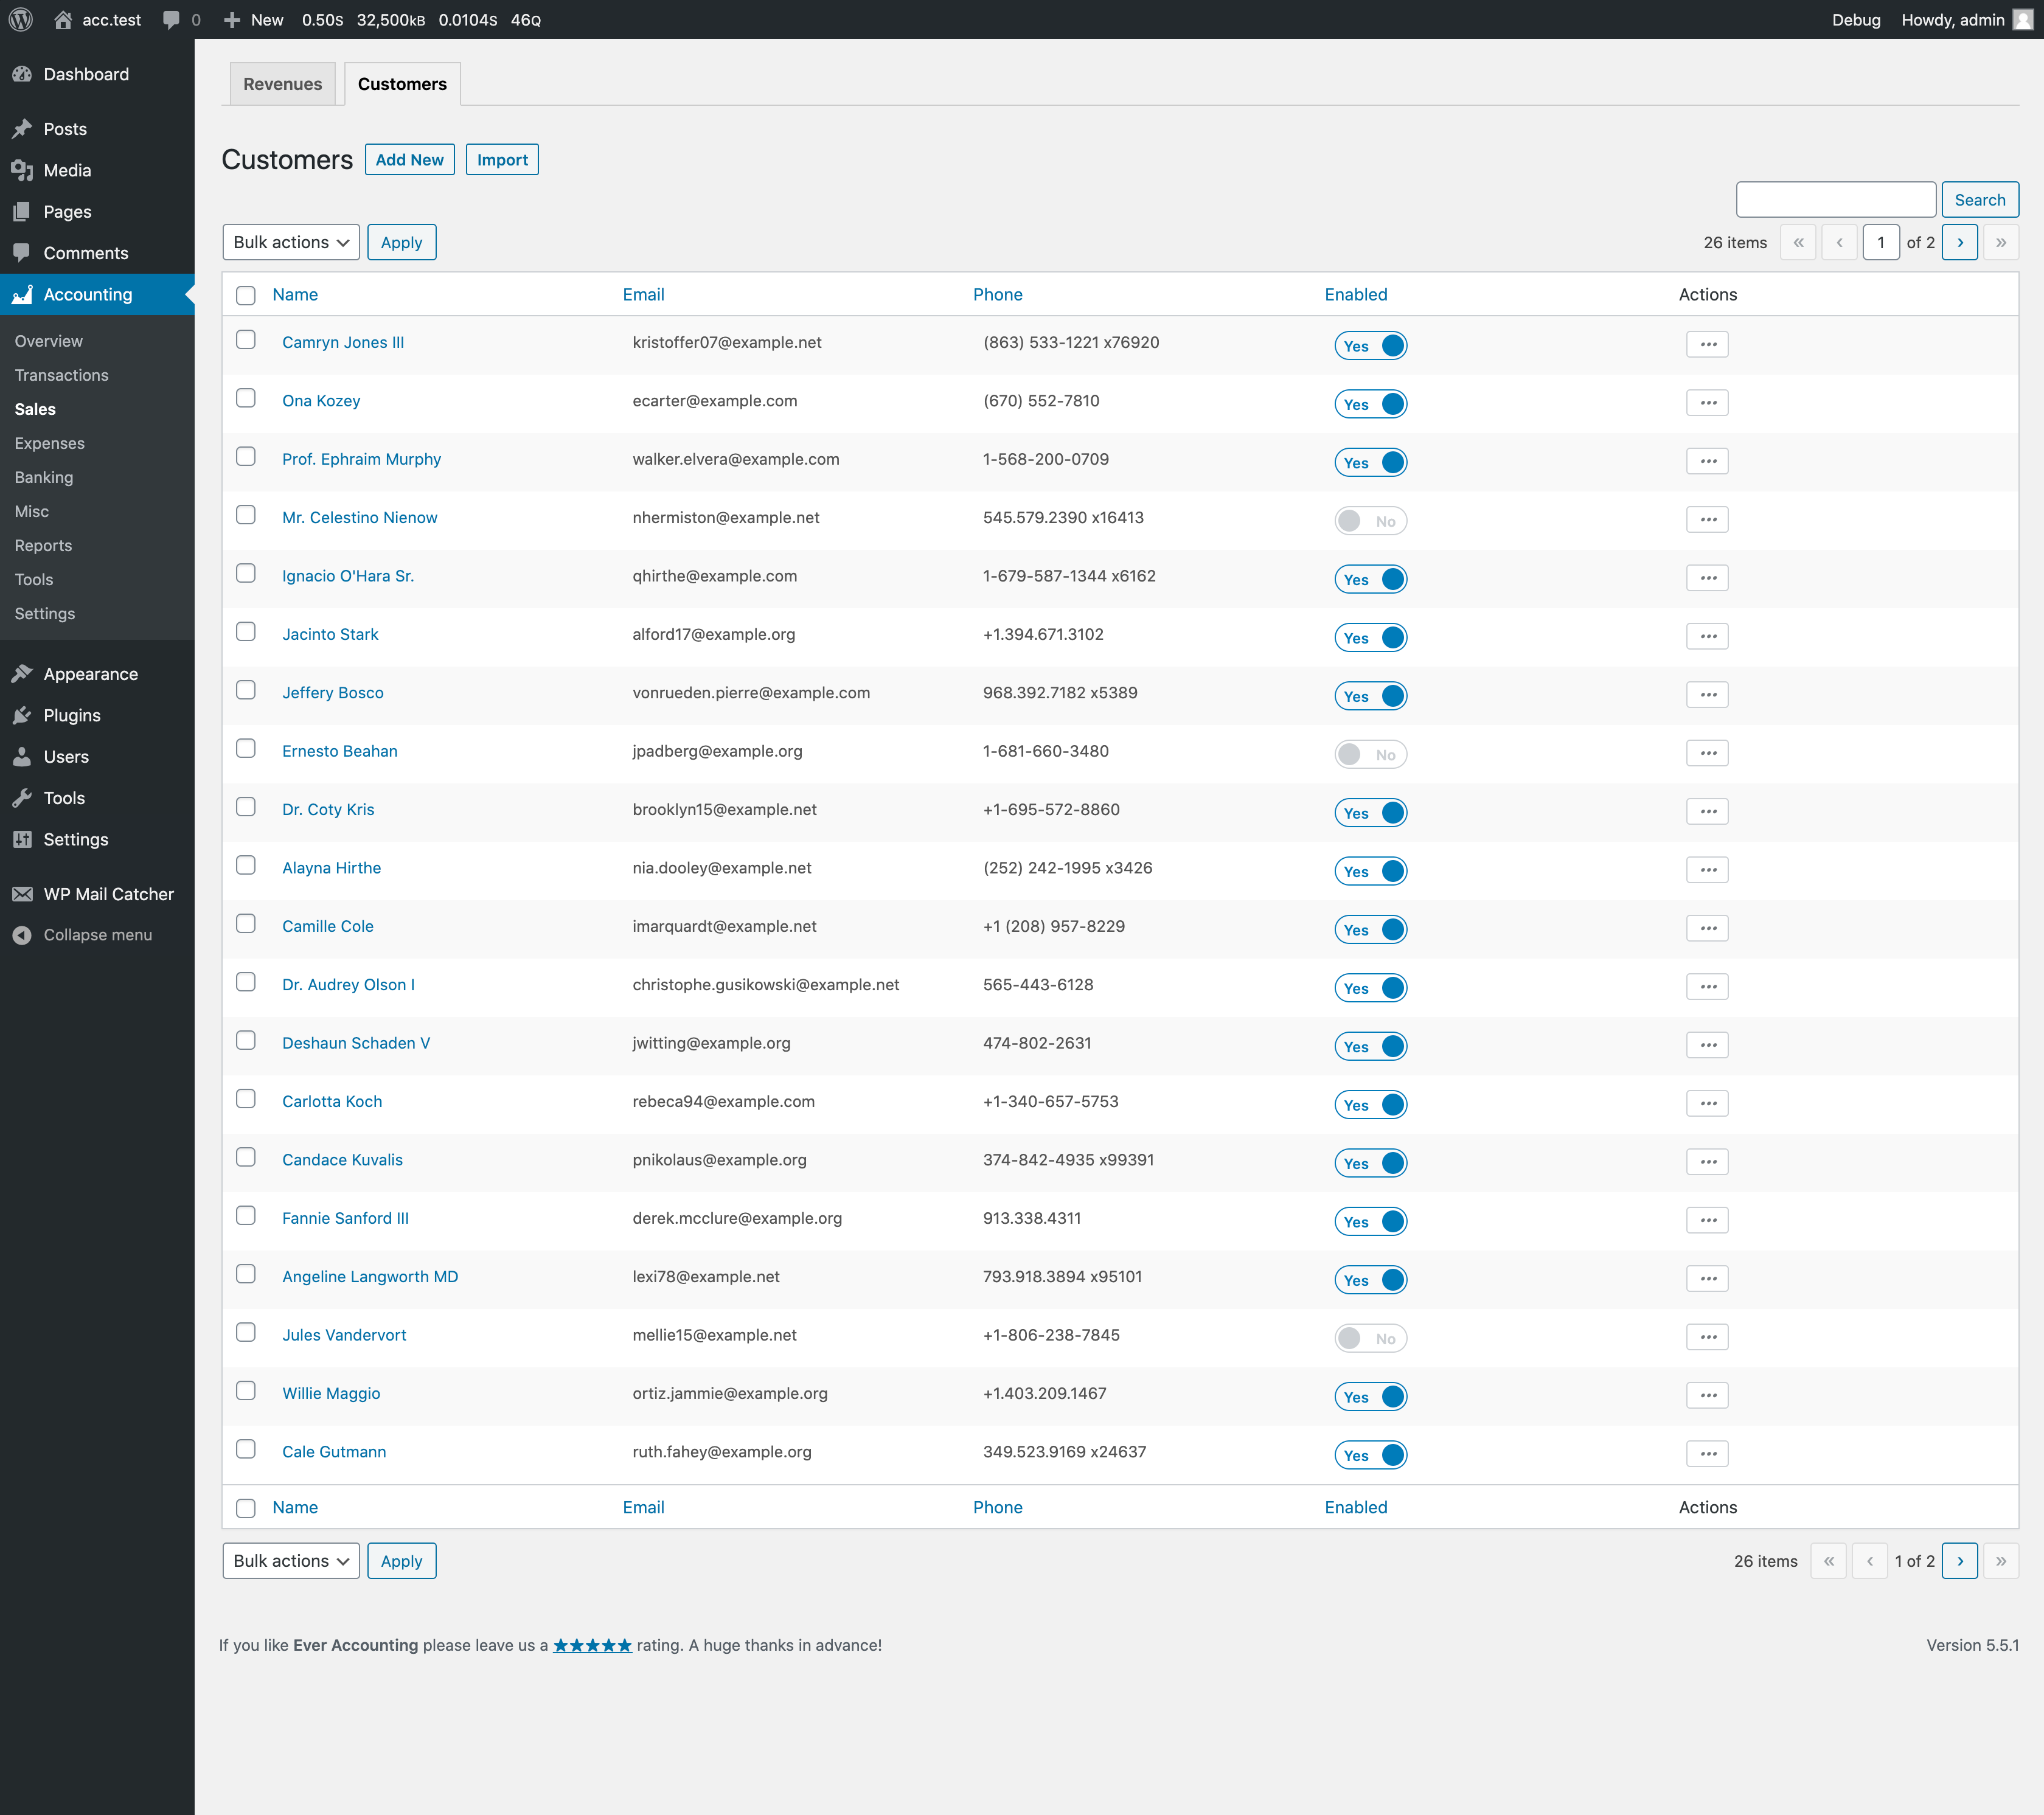 acc.test 0 New 0.50S 32,500KB 0.0104S 46Q Debug Howdy, admin
Dashboard
Posts
Media
Pages
Comments
Accounting
Overview
Transactions
Sales
Expenses
Banking
Misc
Reports
Tools
Settings
Appearance
Plugins
Users
Tools
Settings
WP Mail Catcher
Collapse menu
Revenues Customers
Customers Add New Import
Search
Bulk actions Apply 26 items « ‹ 1 of 2 › »
Name Email Phone Enabled Actions
Camryn Jones III kristoffer07@example.net (863) 533-1221 x76920 Yes •••
Ona Kozey ecarter@example.com (670) 552-7810 Yes •••
Prof. Ephraim Murphy walker.elvera@example.com 1-568-200-0709 Yes •••
Mr. Celestino Nienow nhermiston@example.net 545.579.2390 x16413 No •••
Ignacio O'Hara Sr. qhirthe@example.com 1-679-587-1344 x6162 Yes •••
Jacinto Stark alford17@example.org +1.394.671.3102 Yes •••
Jeffery Bosco vonrueden.pierre@example.com 968.392.7182 x5389 Yes •••
Ernesto Beahan jpadberg@example.org 1-681-660-3480 No •••
Dr. Coty Kris brooklyn15@example.net +1-695-572-8860 Yes •••
Alayna Hirthe nia.dooley@example.net (252) 242-1995 x3426 Yes •••
Camille Cole imarquardt@example.net +1 (208) 957-8229 Yes •••
Dr. Audrey Olson I christophe.gusikowski@example.net 565-443-6128 Yes •••
Deshaun Schaden V jwitting@example.org 474-802-2631 Yes •••
Carlotta Koch rebeca94@example.com +1-340-657-5753 Yes •••
Candace Kuvalis pnikolaus@example.org 374-842-4935 x99391 Yes •••
Fannie Sanford III derek.mcclure@example.org 913.338.4311 Yes •••
Angeline Langworth MD lexi78@example.net 793.918.3894 x95101 Yes •••
Jules Vandervort mellie15@example.net +1-806-238-7845 No •••
Willie Maggio ortiz.jammie@example.org +1.403.209.1467 Yes •••
Cale Gutmann ruth.fahey@example.org 349.523.9169 x24637 Yes •••
Name Email Phone Enabled Actions
Bulk actions Apply 26 items « ‹ 1 of 2 › »
If you like Ever Accounting please leave us a ★★★★★ rating. A huge thanks in advance! Version 5.5.1